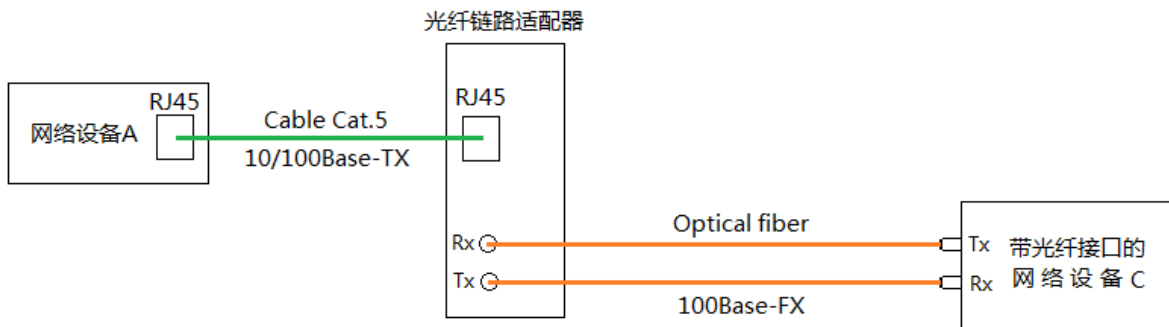 光纤链路适配器
RJ45
网络设备A
Cable Cat.5
10/100Base-TX
RJ45
Rx
Tx
Optical fiber
100Base-FX
Tx
Rx
带光纤接口的
网络设备C